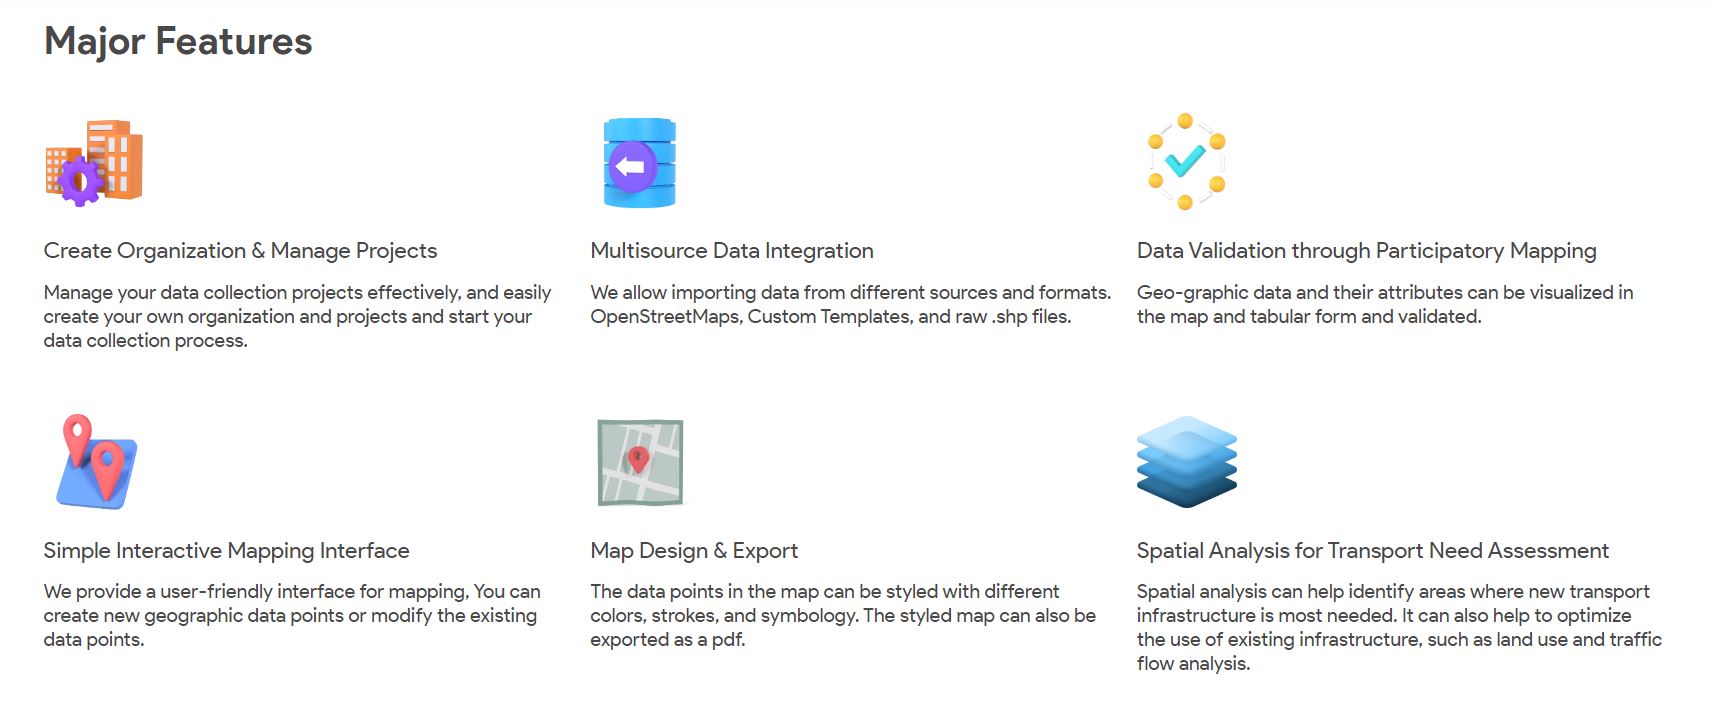 Major Features
Create Organization & Manage Projects
Manage your data collection projects effectively, and easily
create your own organization and projects and start your
data collection process.
Multisource Data Integration
We allow importing data from different sources and formats.
OpenStreetMaps, Custom Templates, and raw .shp files.
Data Validation through Participatory Mapping
Geo-graphic data and their attributes can be visualized in
the map and tabular form and validated.
Simple Interactive Mapping Interface
We provide a user-friendly interface for mapping, You can
create new geographic data points or modify the existing
data points.
Map Design & Export
The data points in the map can be styled with different
colors, strokes, and symbology. The styled map can also be
exported as a pdf.
Spatial Analysis for Transport Need Assessment
Spatial analysis can help identify areas where new transport
infrastructure is most needed. It can also help to optimize
the use of existing infrastructure, such as land use and traffic
flow analysis.